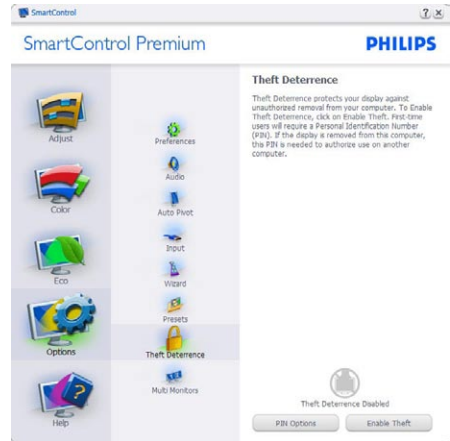 SmartControl
SmartControl Premium
PHILIPS
Adjust
Color
Eco
Options
Help
Preferences
Audio
Auto Pivot
Input
Wizard
Presets
Theft Deterrence
Multi Monitors
Theft Deterrence
Theft Deterrence protects your display against
unauthorized removal from your computer. To Enable
Theft Deterrence, click on Enable Theft. First-time
users will require a Personal Identification Number
(PIN). If the display is removed from this computer,
this PIN is needed to authorize use on another
computer.
Theft Deterrence Disabled
PIN Options
Enable Theft